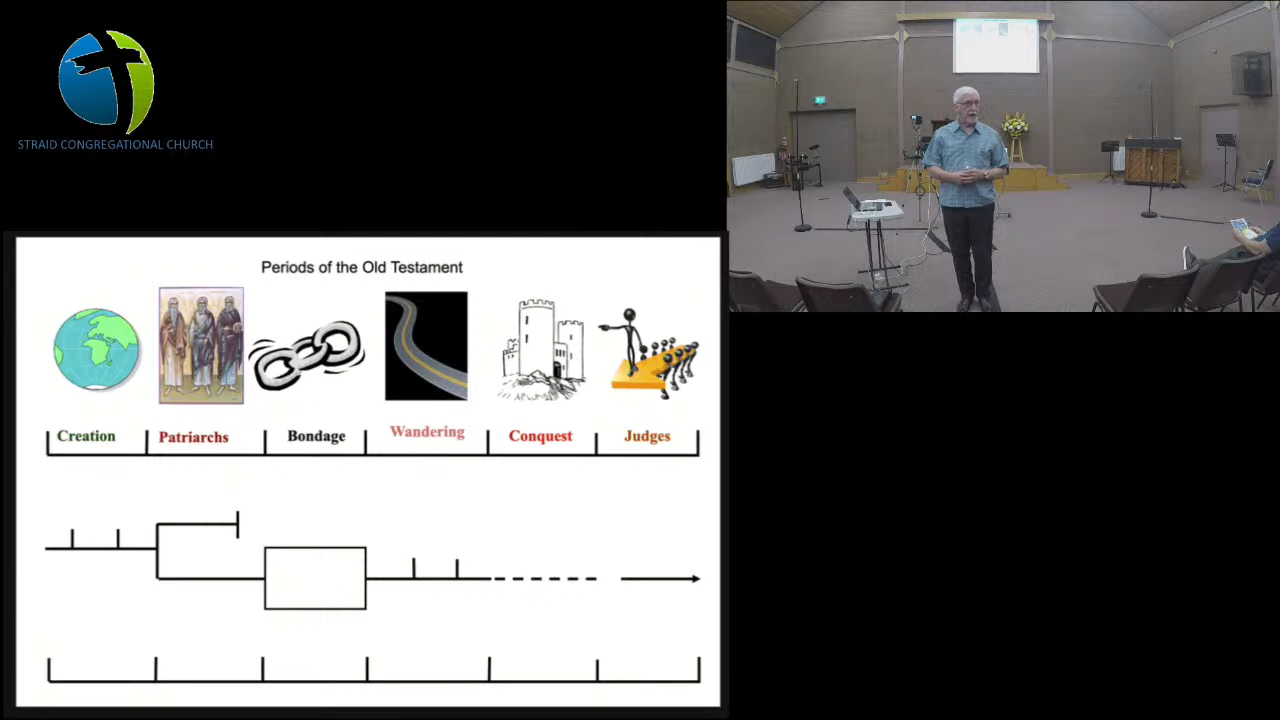 STRAID CONGREGATIONAL CHURCH
Periods of the Old Testament
Creation
Patriarchs
Bondage
Wandering
Conquest
Judges